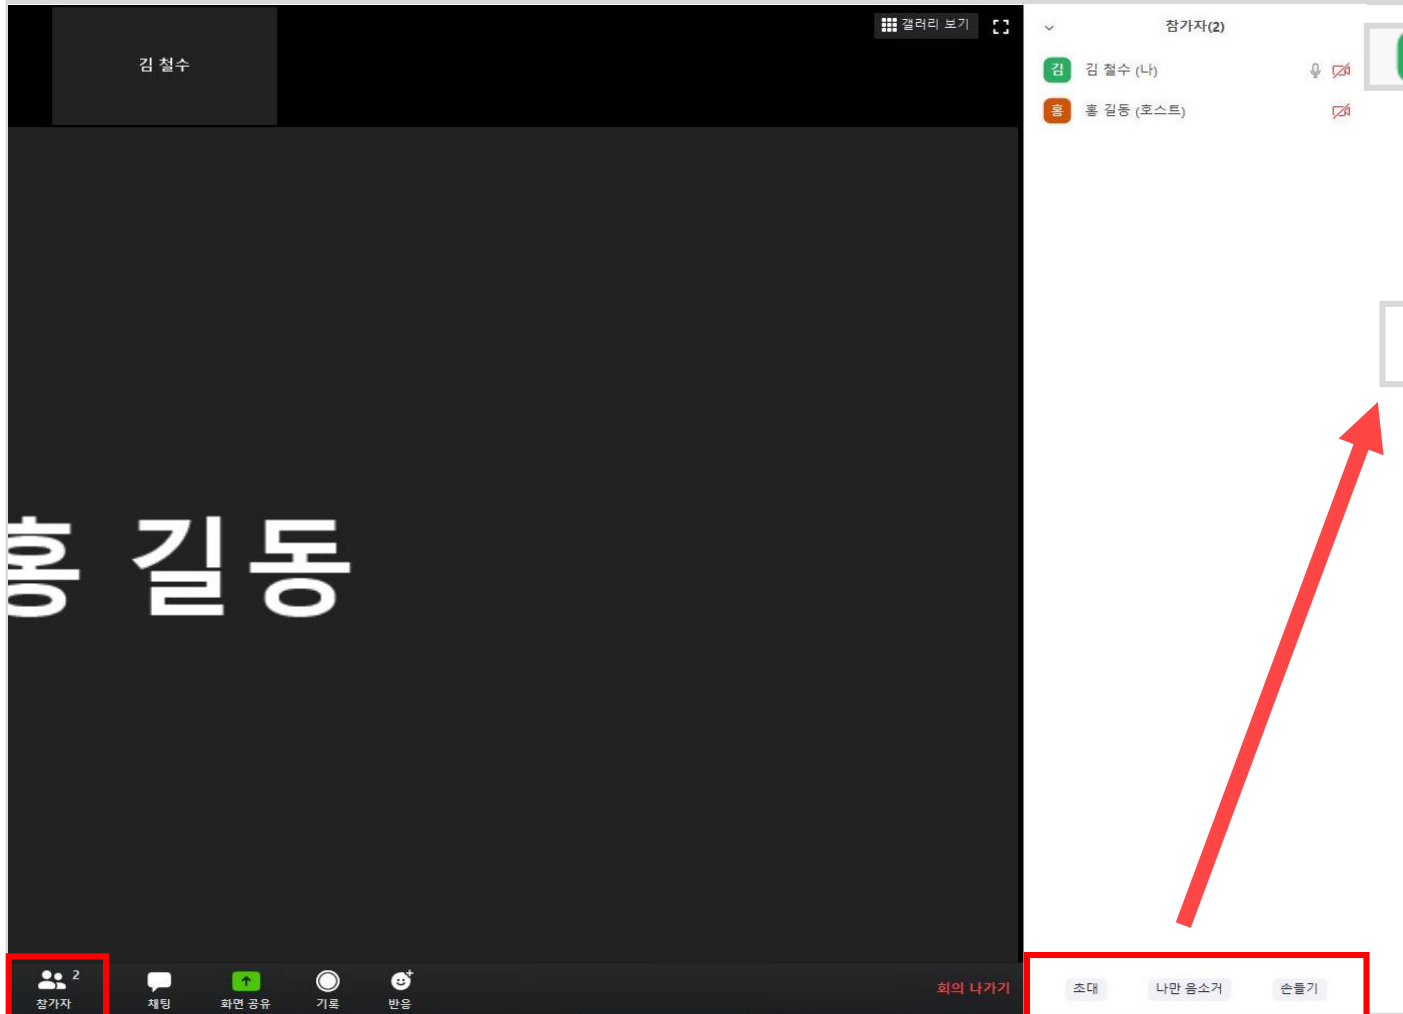 갤러리 보기
김 철수
참가자(2)
김 김 철수 (나)
홍 홍 길동 (호스트)
홍 길동
2
참가자
채팅
화면 공유
기록
반응
회의 나가기
초대
나만 음소거
손들기